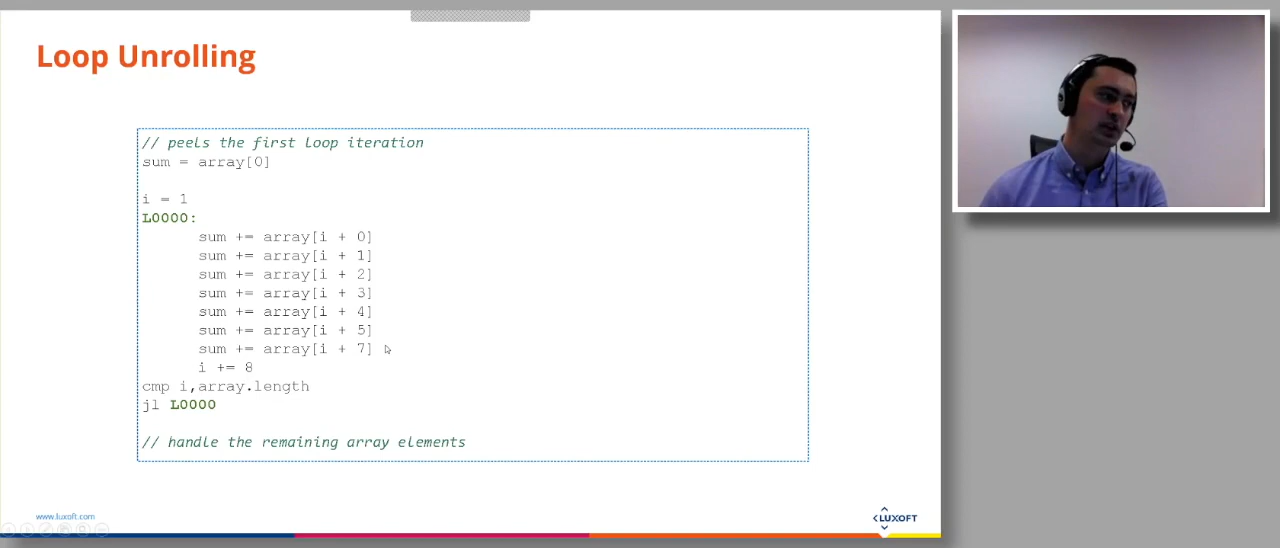 Loop Unrolling
// peels the first loop iteration
sum = array[0]
i = 1
L0000:
sum += array[i + 0]
sum += array[i + 1]
sum += array[i + 2]
sum += array[i + 3]
sum += array[i + 4]
sum += array[i + 5]
sum += array[i + 7]
i += 8
cmp i,array.length
jl L0000
// handle the remaining array elements
www.luxoft.com
LUXOFT